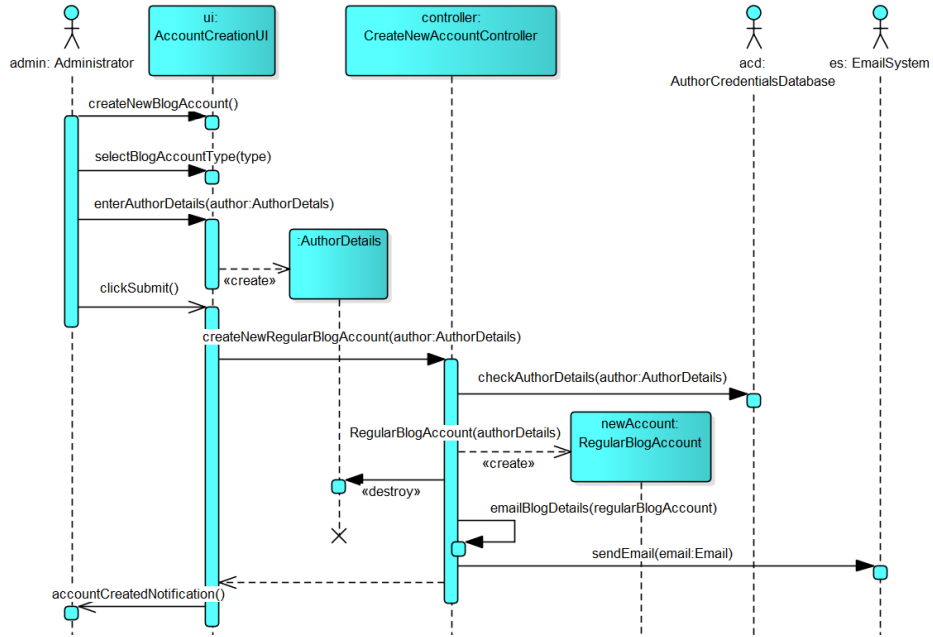 ui:
AccountCreationUI
controller:
CreateNewAccountController
admin: Administrator
acd:
AuthorCredentialsDatabase
es: EmailSystem
createNewBlogAccount()
selectBlogAccountType(type)
enterAuthorDetails(author:AuthorDetals)
:AuthorDetails
«create»
clickSubmit()
createNewRegularBlogAccount(author:AuthorDetails)
checkAuthorDetails(author:AuthorDetails)
newAccount:
RegularBlogAccount
RegularBlogAccount(authorDetails)
«create»
«destroy»
emailBlogDetails(regularBlogAccount)
sendEmail(email:Email)
accountCreatedNotification()